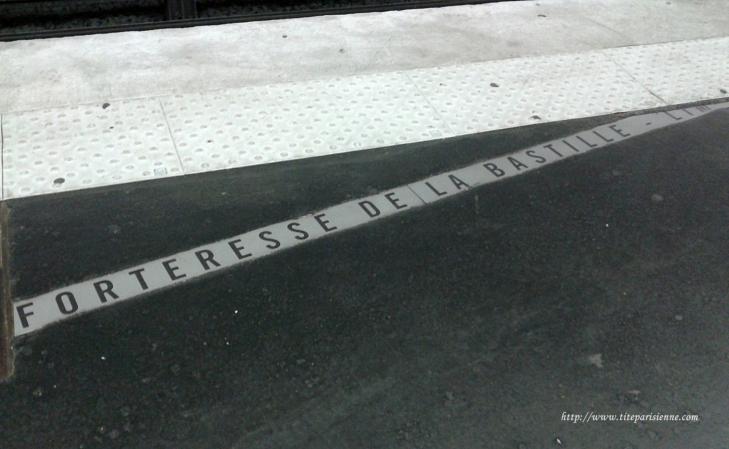 FORTERESSE DE LA BASTILLE -
http://www.titeparisienne.com